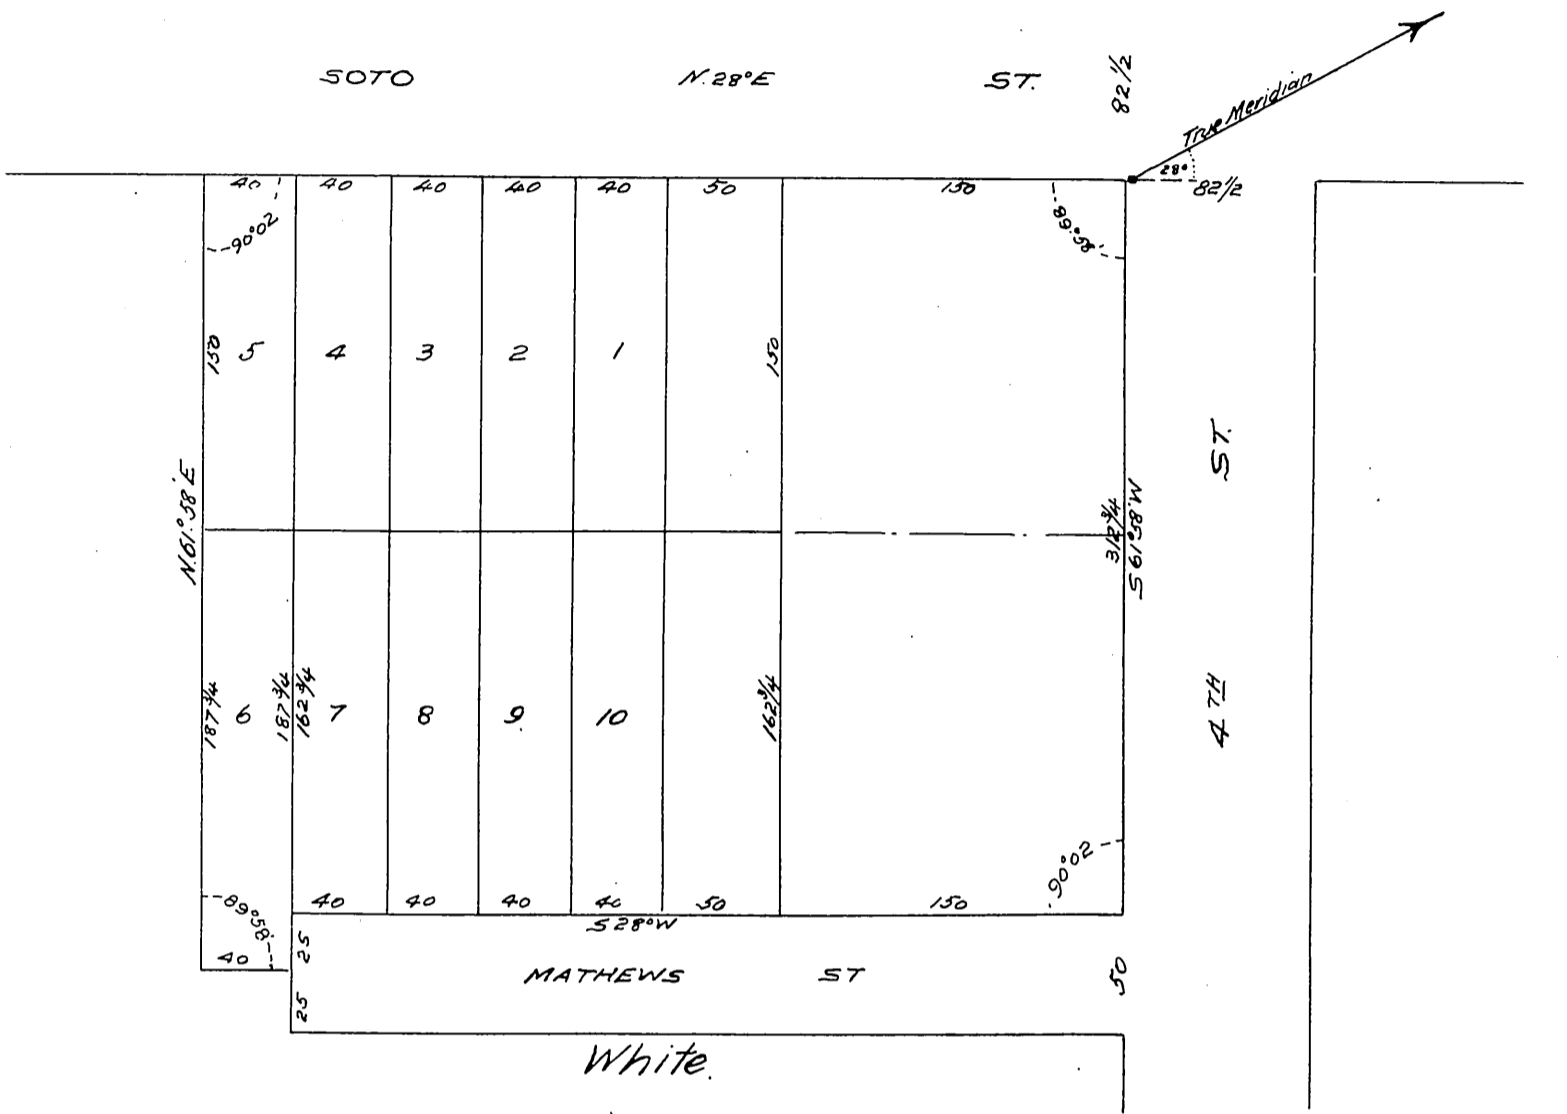 SOTO N.28°E ST. 82½
True Meridian
28°
82½
40 40 40 40 40 50 150
90°02
89°58'
150 5 4 3 2 1 150
N.61°58'E
312¾
S61°58'W
ST.
4TH
187¾ 6 187¾ 162¾ 7 8 9 10 162¾
90°02
89°58'
40 40 40 40 50 150
S28°W
40 25
MATHEWS ST 50
25
White.